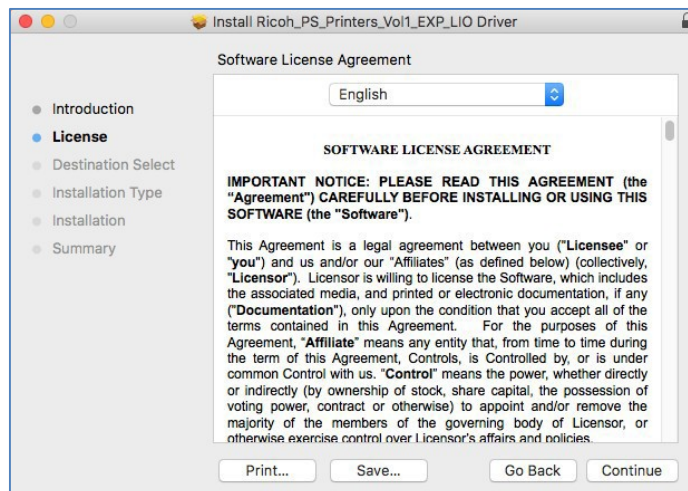 Install Ricoh_PS_Printers_Vol1_EXP_LIO Driver
Software License Agreement
Introduction
License
Destination Select
Installation Type
Installation
Summary
English
SOFTWARE LICENSE AGREEMENT
IMPORTANT NOTICE: PLEASE READ THIS AGREEMENT (the
“Agreement”) CAREFULLY BEFORE INSTALLING OR USING THIS
SOFTWARE (the "Software").
This Agreement is a legal agreement between you ("Licensee" or
"you") and us and/or our “Affiliates” (as defined below) (collectively,
"Licensor"). Licensor is willing to license the Software, which includes
the associated media, and printed or electronic documentation, if any
("Documentation"), only upon the condition that you accept all of the
terms contained in this Agreement. For the purposes of this
Agreement, “Affiliate” means any entity that, from time to time during
the term of this Agreement, Controls, is Controlled by, or is under
common Control with us. “Control” means the power, whether directly
or indirectly (by ownership of stock, share capital, the possession of
voting power, contract or otherwise) to appoint and/or remove the
majority of the members of the governing body of Licensor, or
otherwise exercise control over Licensor's affairs and policies.
Print...
Save...
Go Back
Continue